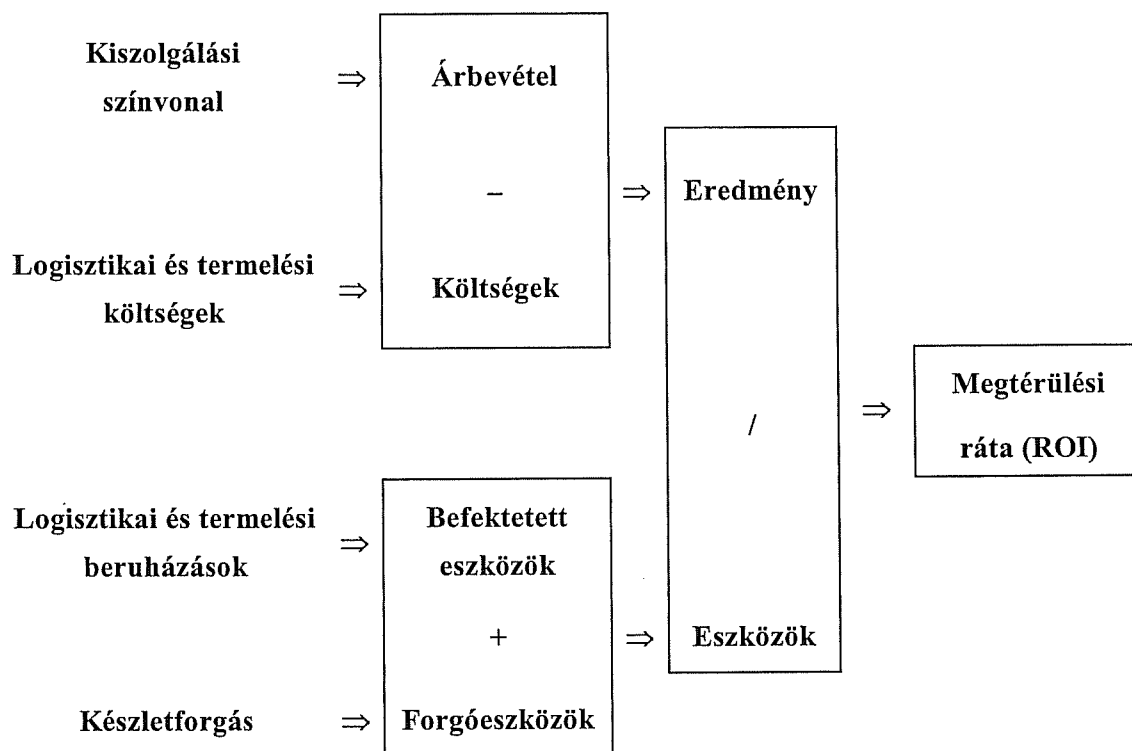 Kiszolgálási
színvonal
⇒
Árbevétel
–
⇒
Eredmény
Logisztikai és termelési
költségek
⇒
Költségek
/
⇒
Megtérülési
ráta (ROI)
Logisztikai és termelési
beruházások
⇒
Befektetett
eszközök
+
⇒
Eszközök
Készletforgás
⇒
Forgóeszközök